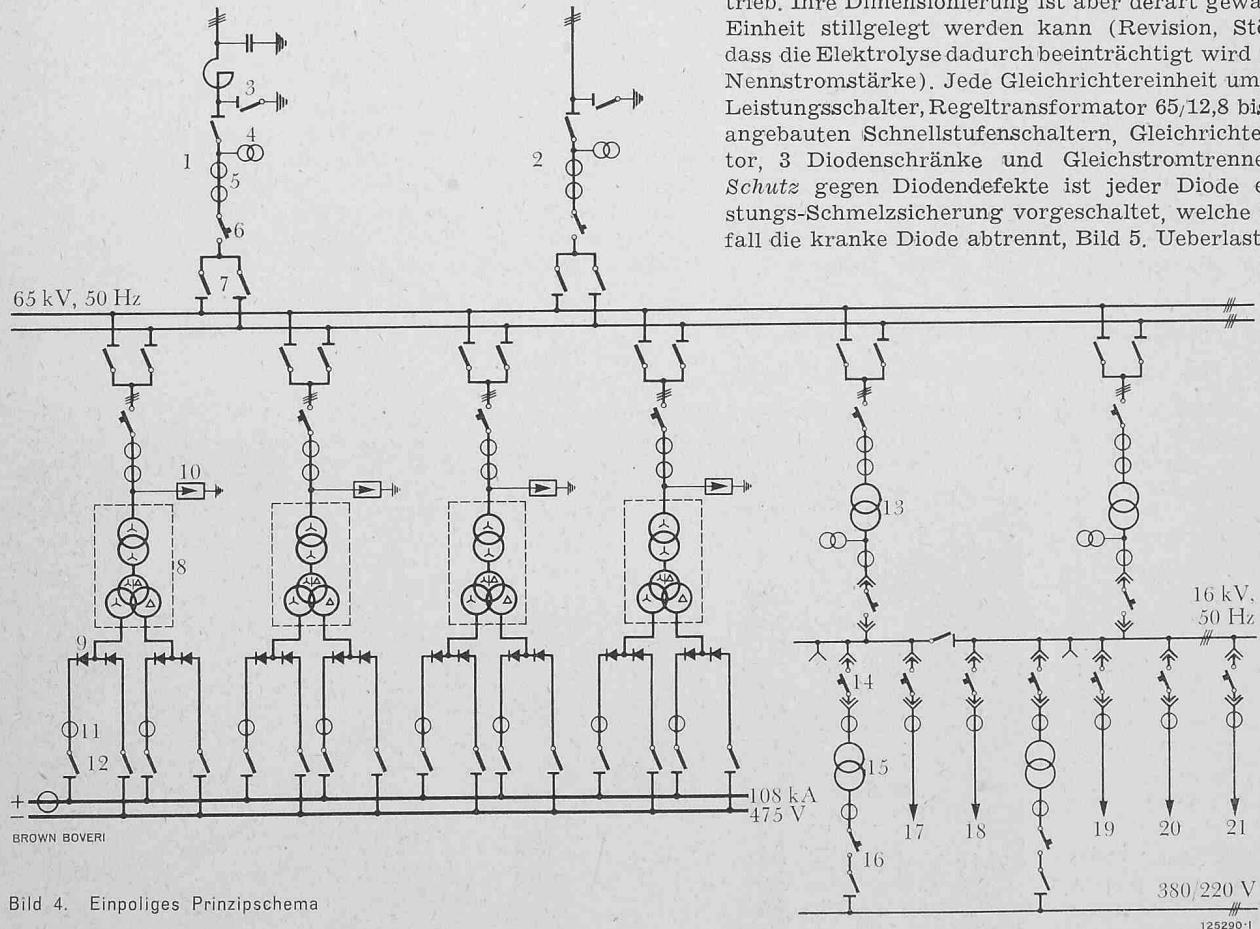 trieb. Ihre Dimensionierung ist aber derart gewä
Einheit stillgelegt werden kann (Revision, Stö
dass die Elektrolyse dadurch beeinträchtigt wird
Nennstromstärke). Jede Gleichrichtereinheit um
Leistungsschalter, Regeltransformator 65/12,8 bis
angebauten Schnellstufenschaltern, Gleichrichte
tor, 3 Diodenschränke und Gleichstromtrenne
Schutz gegen Diodendefekte ist jeder Diode e
stungs-Schmelzsicherung vorgeschaltet, welche
fall die kranke Diode abtrennt, Bild 5. Ueberlast
3
4
1
5
2
6
7
65 kV, 50 Hz
10
13
8
16 kV,
50 Hz
9
14
11
12
15
+
108 kA
−
475 V
17
18
19
20
21
BROWN BOVERI
16
380/220 V
Bild 4. Einpoliges Prinzipschema
125290·I